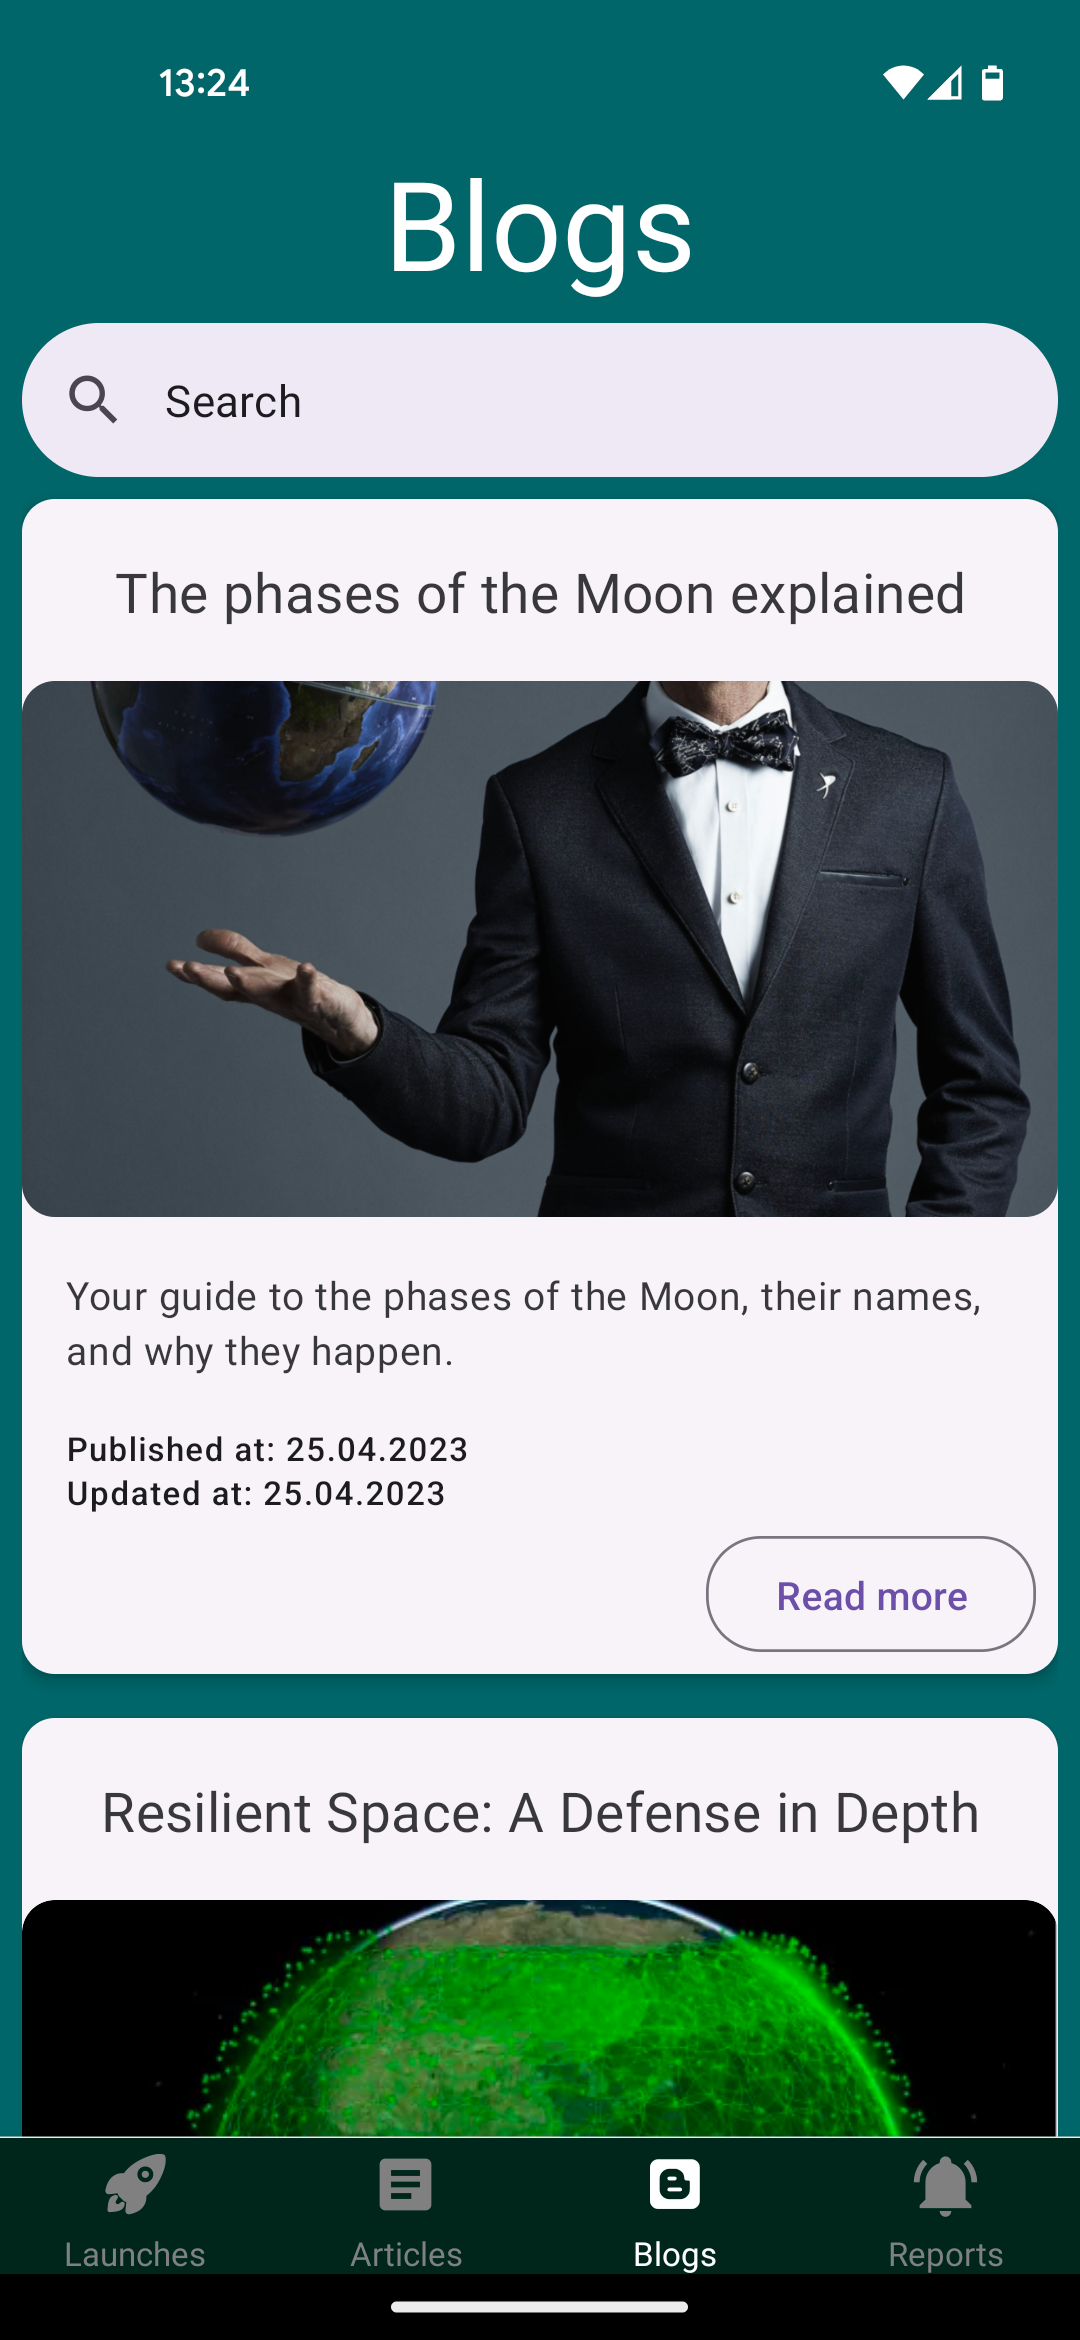 13:24
Blogs
Search
The phases of the Moon explained
Your guide to the phases of the Moon, their names,
and why they happen.
Published at: 25.04.2023
Updated at: 25.04.2023
Read more
Resilient Space: A Defense in Depth
Launches
Articles
Blogs
Reports